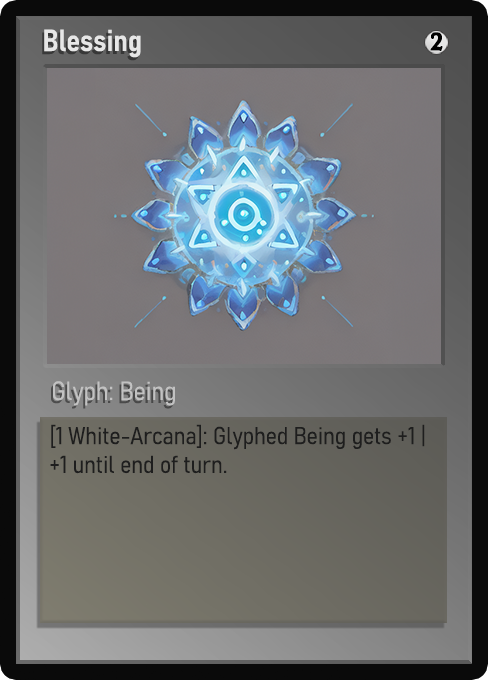 Blessing
2
Glyph: Being
[1 White-Arcana]: Glyphed Being gets +1 |
+1 until end of turn.